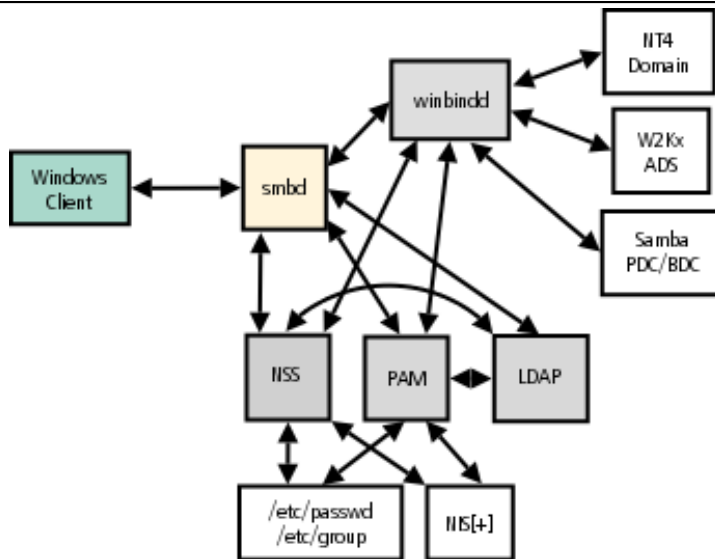 NT4
Domain
winbindd
W2Kx
ADS
Windows
Client
smbd
Samba
PDC/BDC
NSS
PAM
LDAP
/etc/passwd
/etc/group
NIS[+]